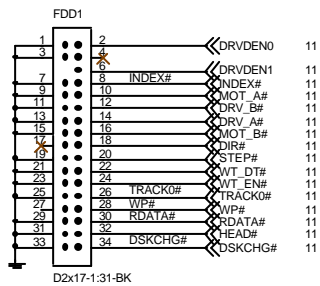 FDD1
1 2 DRVDEN0 11
3 4
6 DRVDEN1 11
7 8 INDEX# INDEX# 11
9 10 MOT_A# 11
11 12 DRV_B# 11
13 14 DRV_A# 11
15 16 MOT_B# 11
17 18 DIR# 11
19 20 STEP# 11
21 22 WT_DT# 11
23 24 WT_EN# 11
25 26 TRACK0# TRACK0# 11
27 28 WP# WP# 11
29 30 RDATA# RDATA# 11
31 32 HEAD# 11
33 34 DSKCHG# DSKCHG# 11
D2x17-1:31-BK